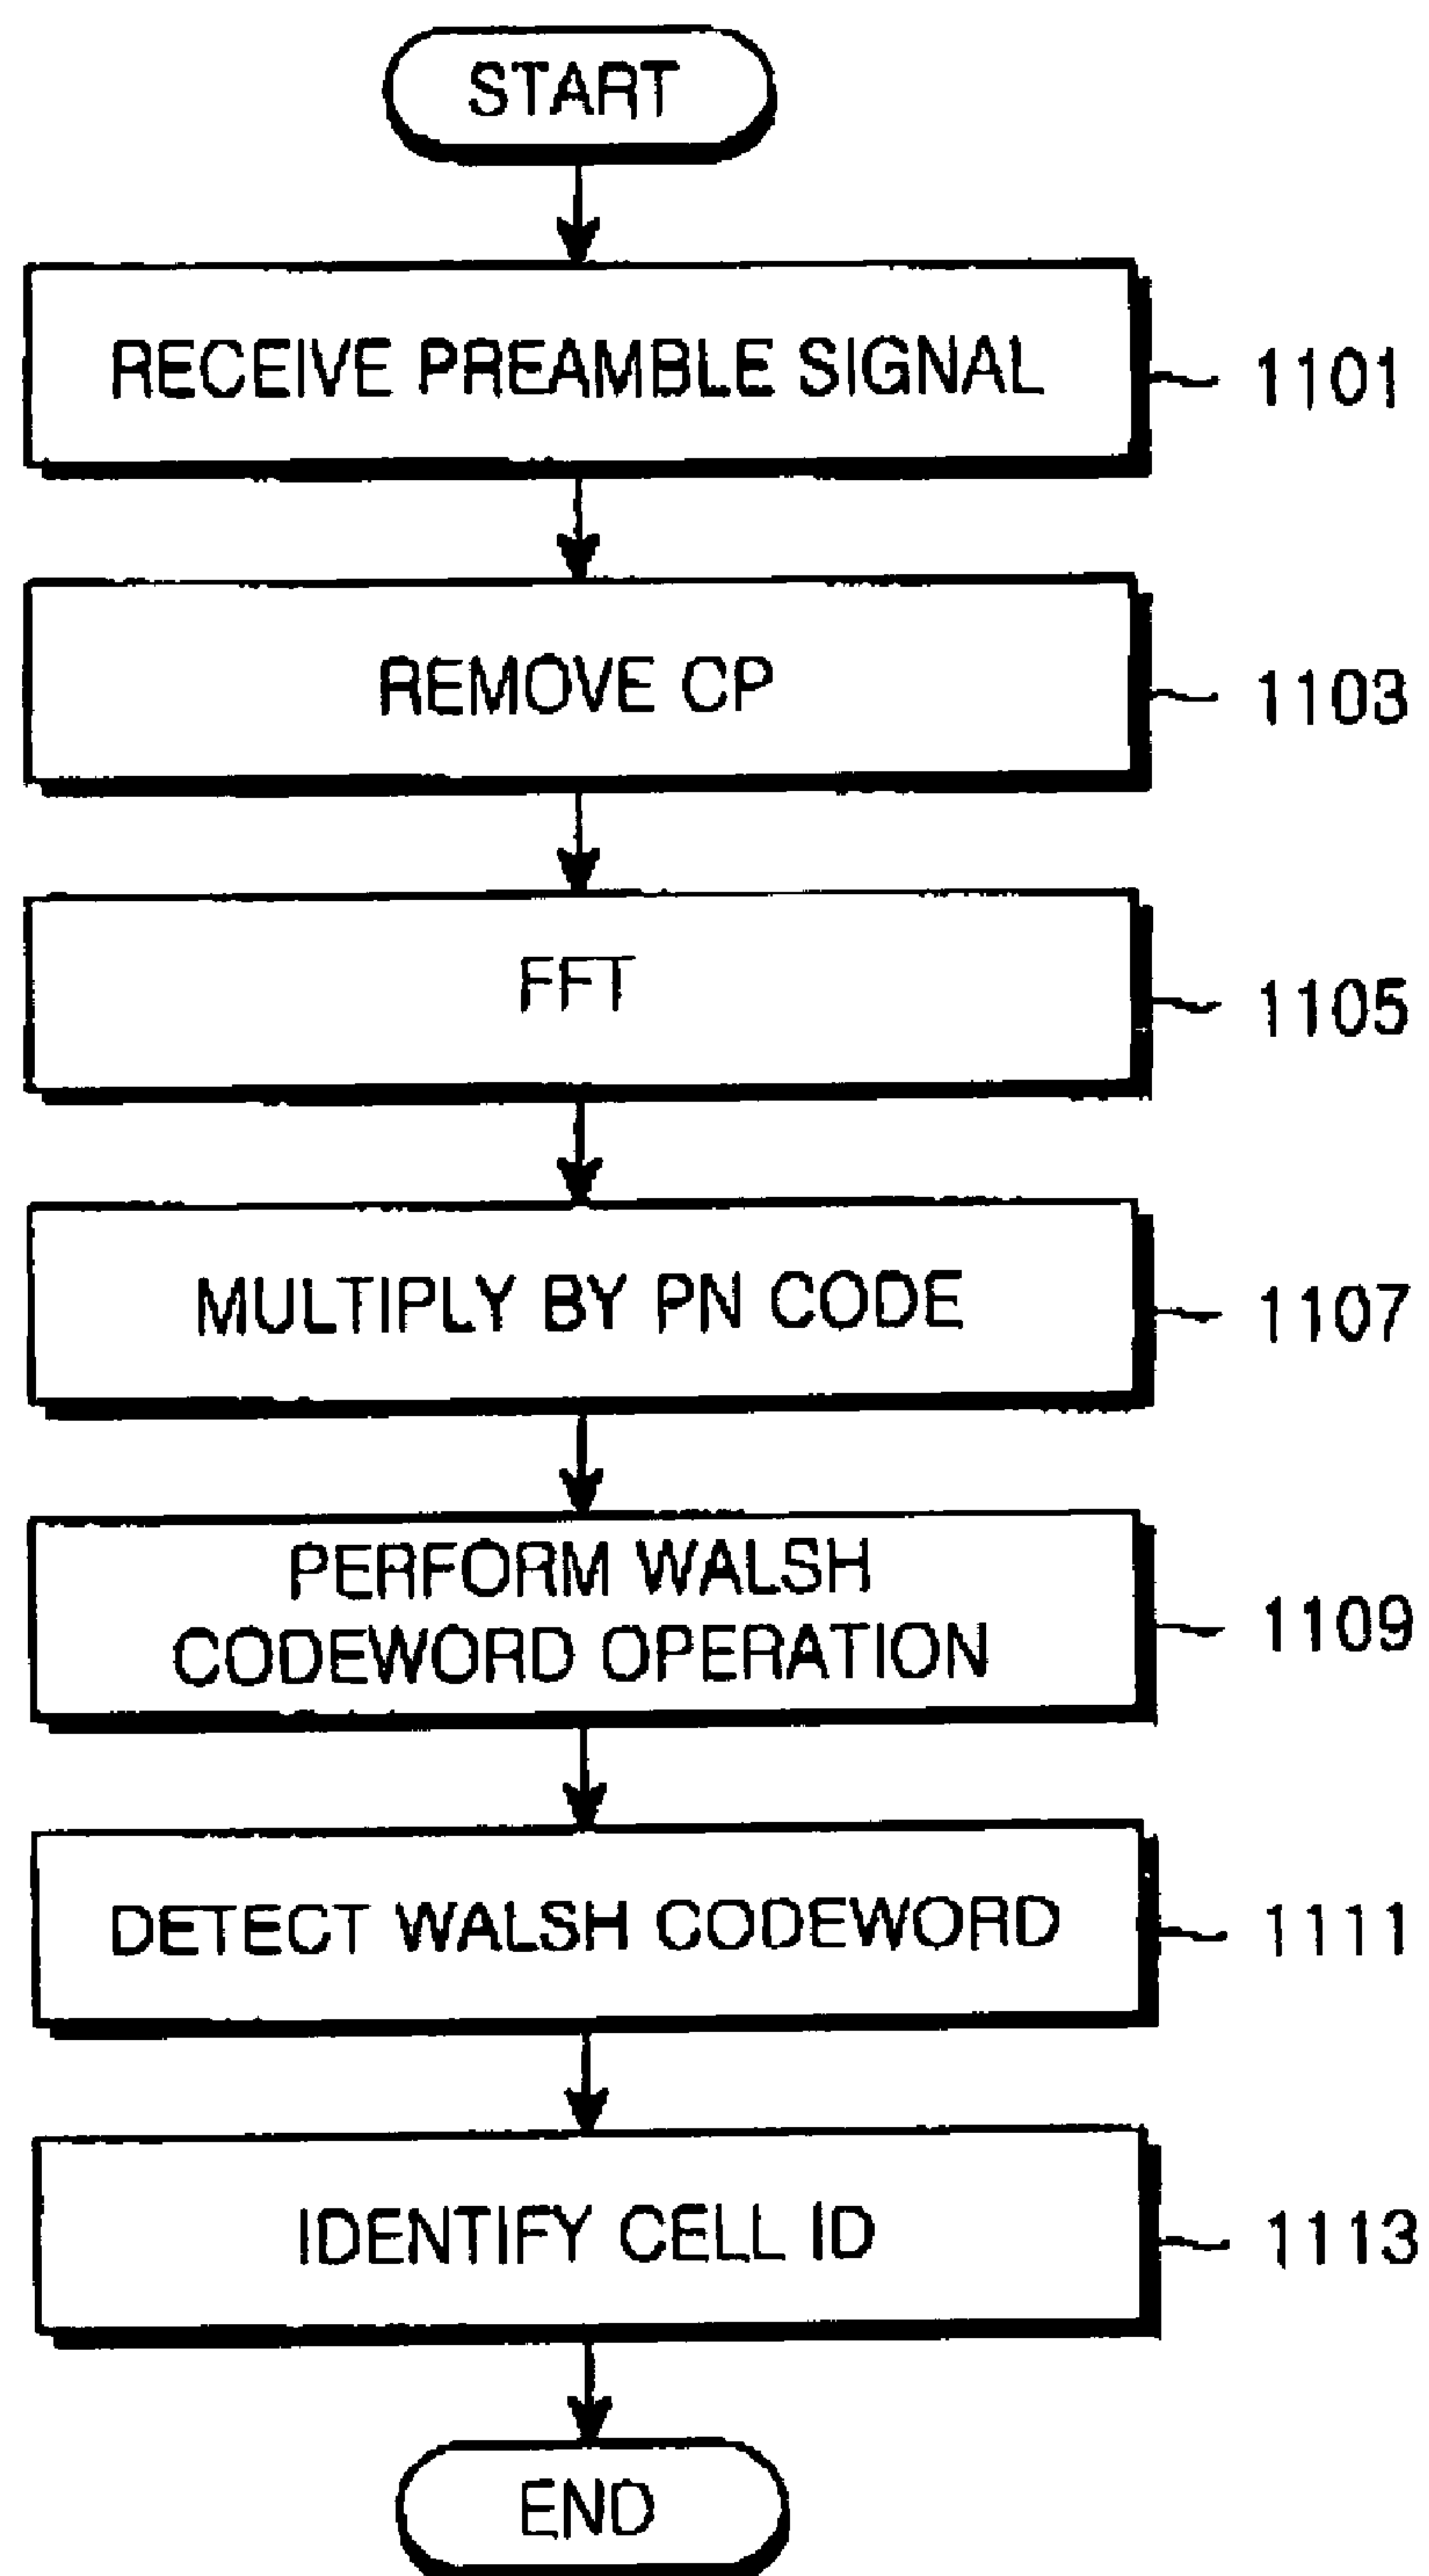 START
RECEIVE PREAMBLE SIGNAL
1101
REMOVE CP
1103
FFT
1105
MULTIPLY BY PN CODE
1107
PERFORM WALSH
CODEWORD OPERATION
1109
DETECT WALSH CODEWORD
1111
IDENTIFY CELL ID
1113
END